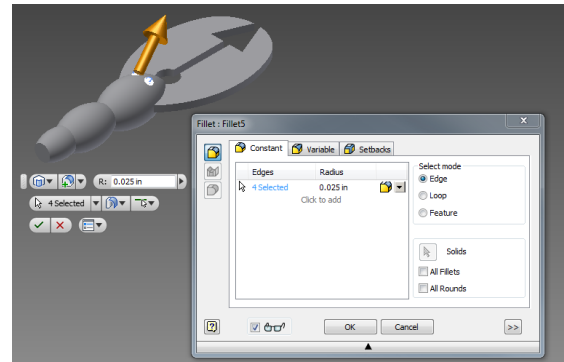 Fillet : Fillet5
x
Constant
Variable
Setbacks
Edges
Radius
4 Selected
0.025 in
Click to add
Select mode
Edge
Loop
Feature
Solids
All Fillets
All Rounds
R: 0.025 in
4 Selected
?
OK
Cancel
>>